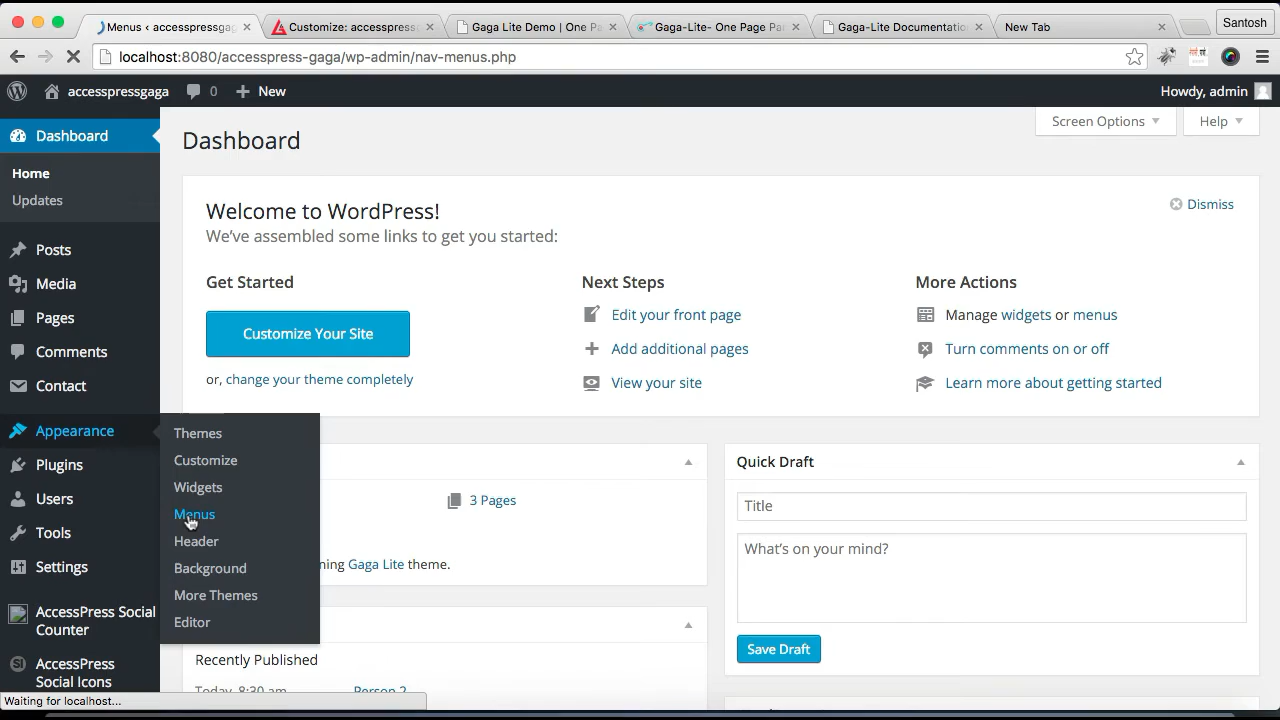 Menus ‹ accesspressgag
Customize: accesspress
Gaga Lite Demo | One Pa
Gaga-Lite- One Page Pa
Gaga-Lite Documentatio
New Tab
Santosh
localhost:8080/accesspress-gaga/wp-admin/nav-menus.php
accesspressgaga
0
New
Howdy, admin
Dashboard
Home
Updates
Posts
Media
Pages
Comments
Contact
Appearance
Plugins
Users
Tools
Settings
AccessPress Social
Counter
AccessPress
Social Icons
Themes
Customize
Widgets
Menus
Header
Background
More Themes
Editor
Screen Options
Help
Dashboard
Welcome to WordPress!
We've assembled some links to get you started:
Dismiss
Get Started
Customize Your Site
or, change your theme completely
Next Steps
Edit your front page
Add additional pages
View your site
More Actions
Manage widgets or menus
Turn comments on or off
Learn more about getting started
3 Pages
ning Gaga Lite theme.
Recently Published
Today, 8:30 am
Person 2
Quick Draft
Title
What's on your mind?
Save Draft
Waiting for localhost...